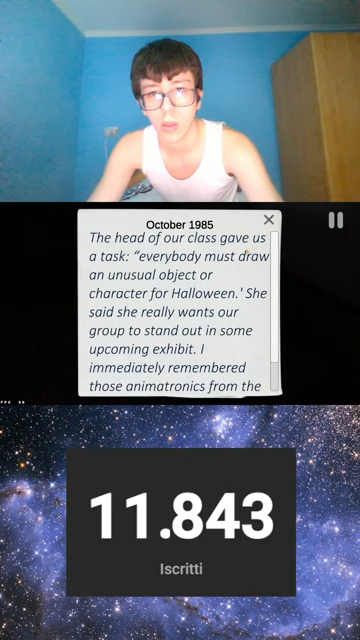 October 1985
The head of our class gave us
a task: “everybody must draw
an unusual object or
character for Halloween.' She
said she really wants our
group to stand out in some
upcoming exhibit. I
immediately remembered
those animatronics from the
11.843
Iscritti